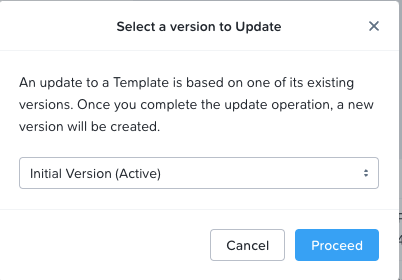 Select a version to Update
An update to a Template is based on one of its existing
versions. Once you complete the update operation, a new
version will be created.
Initial Version (Active)
Cancel
Proceed